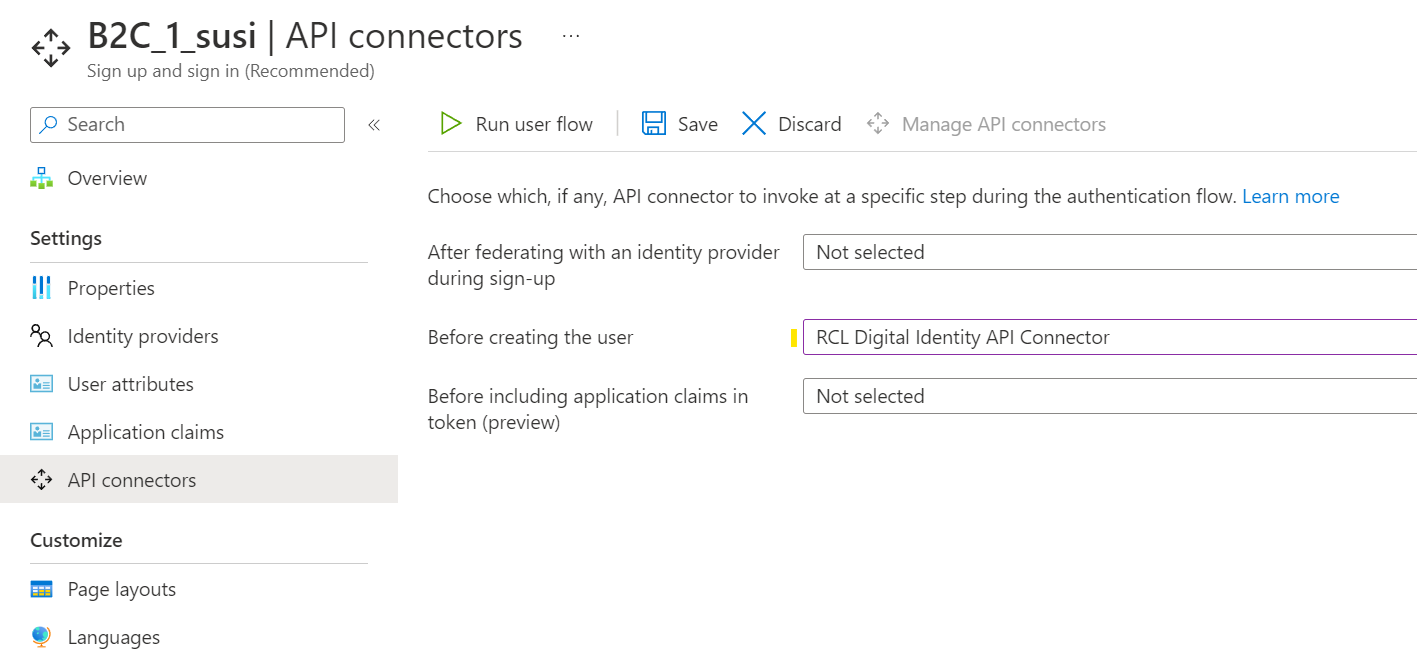 B2C_1_susi | API connectors ...
Sign up and sign in (Recommended)
Search
«
Run user flow
Save
Discard
Manage API connectors
Overview
Choose which, if any, API connector to invoke at a specific step during the authentication flow. Learn more
Settings
After federating with an identity provider
during sign-up
Not selected
Properties
Identity providers
Before creating the user
RCL Digital Identity API Connector
User attributes
Before including application claims in
token (preview)
Not selected
Application claims
API connectors
Customize
Page layouts
Languages